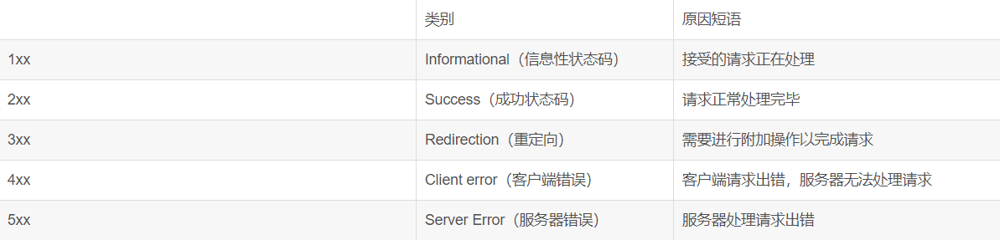 类别 原因短语
1xx Informational（信息性状态码） 接受的请求正在处理
2xx Success（成功状态码） 请求正常处理完毕
3xx Redirection（重定向） 需要进行附加操作以完成请求
4xx Client error（客户端错误） 客户端请求出错，服务器无法处理请求
5xx Server Error（服务器错误） 服务器处理请求出错